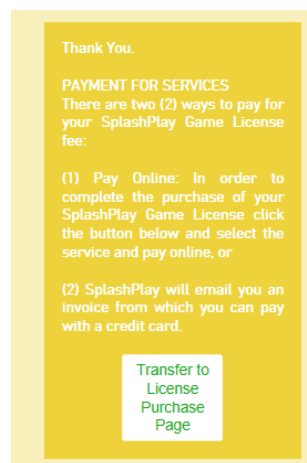 Thank You.
PAYMENT FOR SERVICES
There are two (2) ways to pay for
your SplashPlay Game License
fee:
(1) Pay Online: In order to
complete the purchase of your
SplashPlay Game License click
the button below and select the
service and pay online, or
(2) SplashPlay will email you an
invoice from which you can pay
with a credit card.
Transfer to
License
Purchase
Page